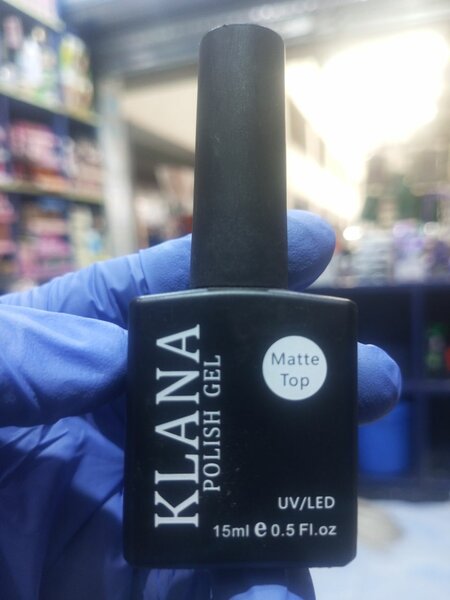 KLANA
POLISH GEL
Matte
Top
UV/LED
15ml e 0.5 Fl.oz